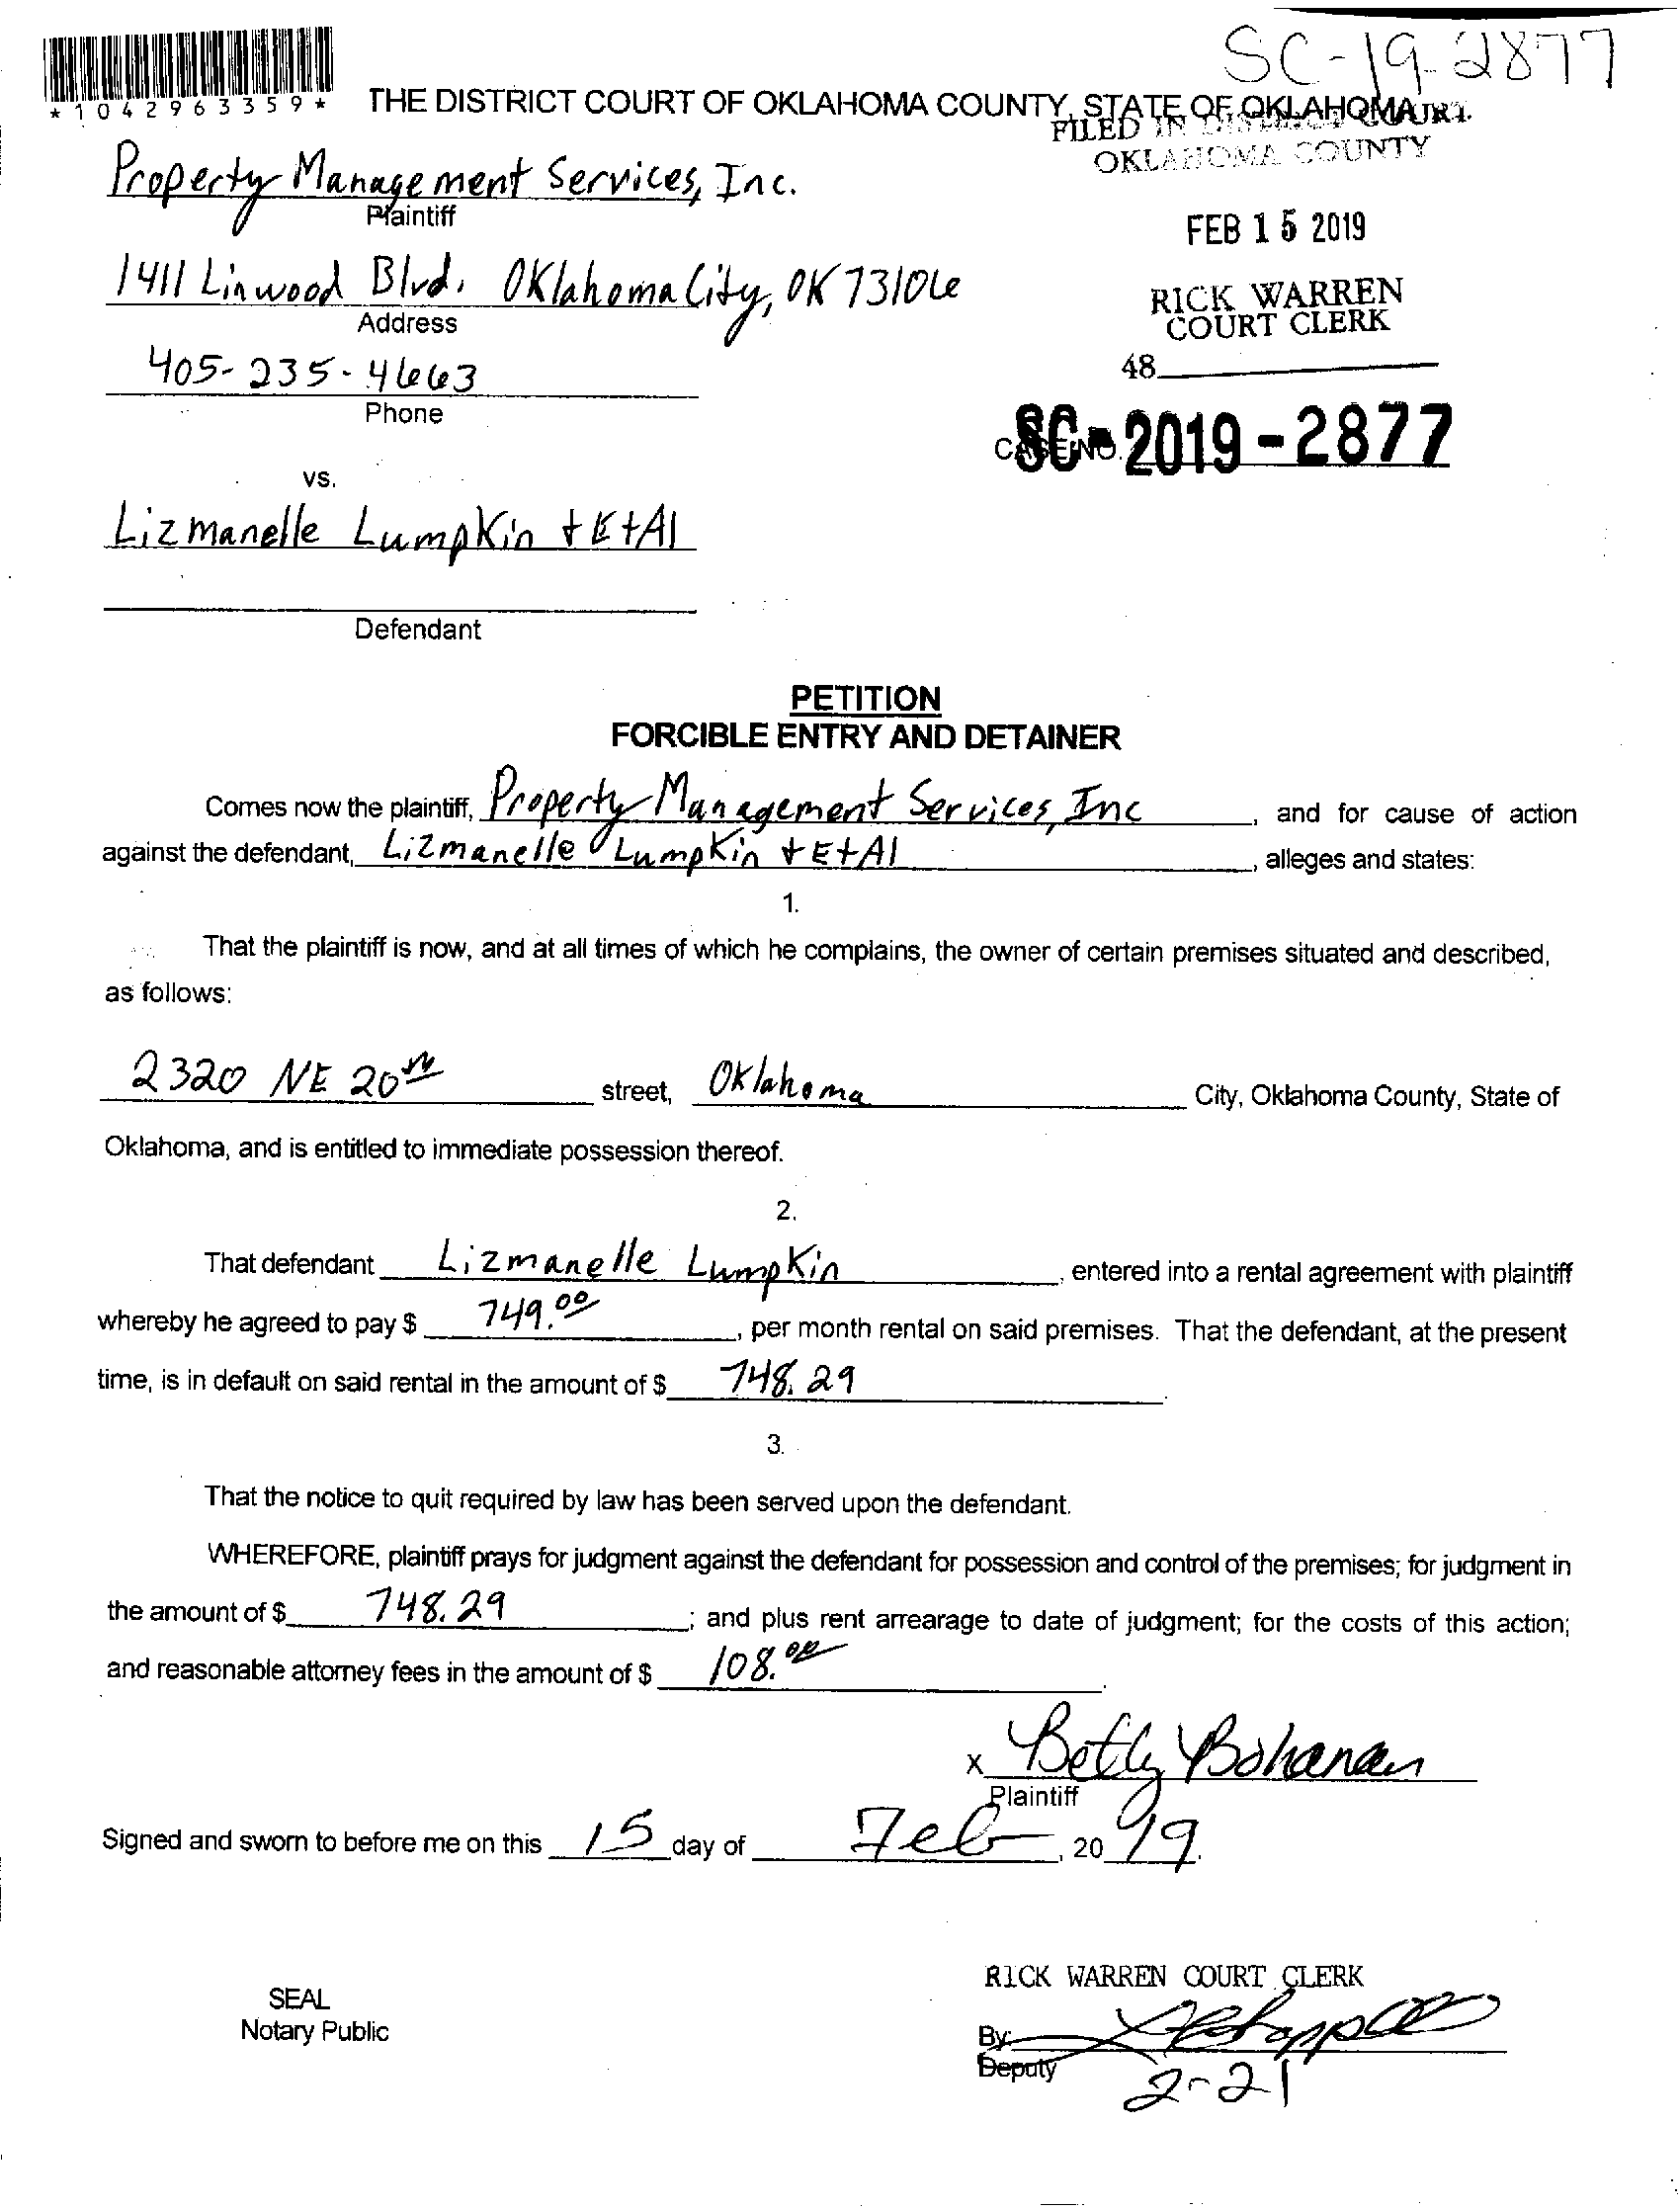 SC-19-2877
*1042963359*
THE DISTRICT COURT OF OKLAHOMA COUNTY, STATE OF OKLAHOMA
FILED IN DISTRICT COURT
OKLAHOMA COUNTY
Property Management Services, Inc.
Plaintiff
FEB 15 2019
1411 Linwood Blvd. Oklahoma City, OK 73106
Address
RICK WARREN
COURT CLERK
405-235-4663
Phone
48
CASE NO. SC-2019-2877
vs.
Lizmanelle Lumpkin + Et Al
Defendant
PETITION
FORCIBLE ENTRY AND DETAINER
Comes now the plaintiff, Property Management Services, Inc, and for cause of action
against the defendant, Lizmanelle Lumpkin + Et Al, alleges and states:
1.
That the plaintiff is now, and at all times of which he complains, the owner of certain premises situated and described,
as follows:
2320 NE 20th street, Oklahoma City, Oklahoma County, State of
Oklahoma, and is entitled to immediate possession thereof.
2.
That defendant Lizmanelle Lumpkin, entered into a rental agreement with plaintiff
whereby he agreed to pay $ 749.00, per month rental on said premises. That the defendant, at the present
time, is in default on said rental in the amount of $ 748.29.
3.
That the notice to quit required by law has been served upon the defendant.
WHEREFORE, plaintiff prays for judgment against the defendant for possession and control of the premises; for judgment in
the amount of $ 748.29; and plus rent arrearage to date of judgment; for the costs of this action;
and reasonable attorney fees in the amount of $ 108.00.
x Betty Bohanan
Plaintiff
Signed and sworn to before me on this 15 day of Feb, 2019.
RICK WARREN COURT CLERK
SEAL
Notary Public
By:
Deputy
2-21